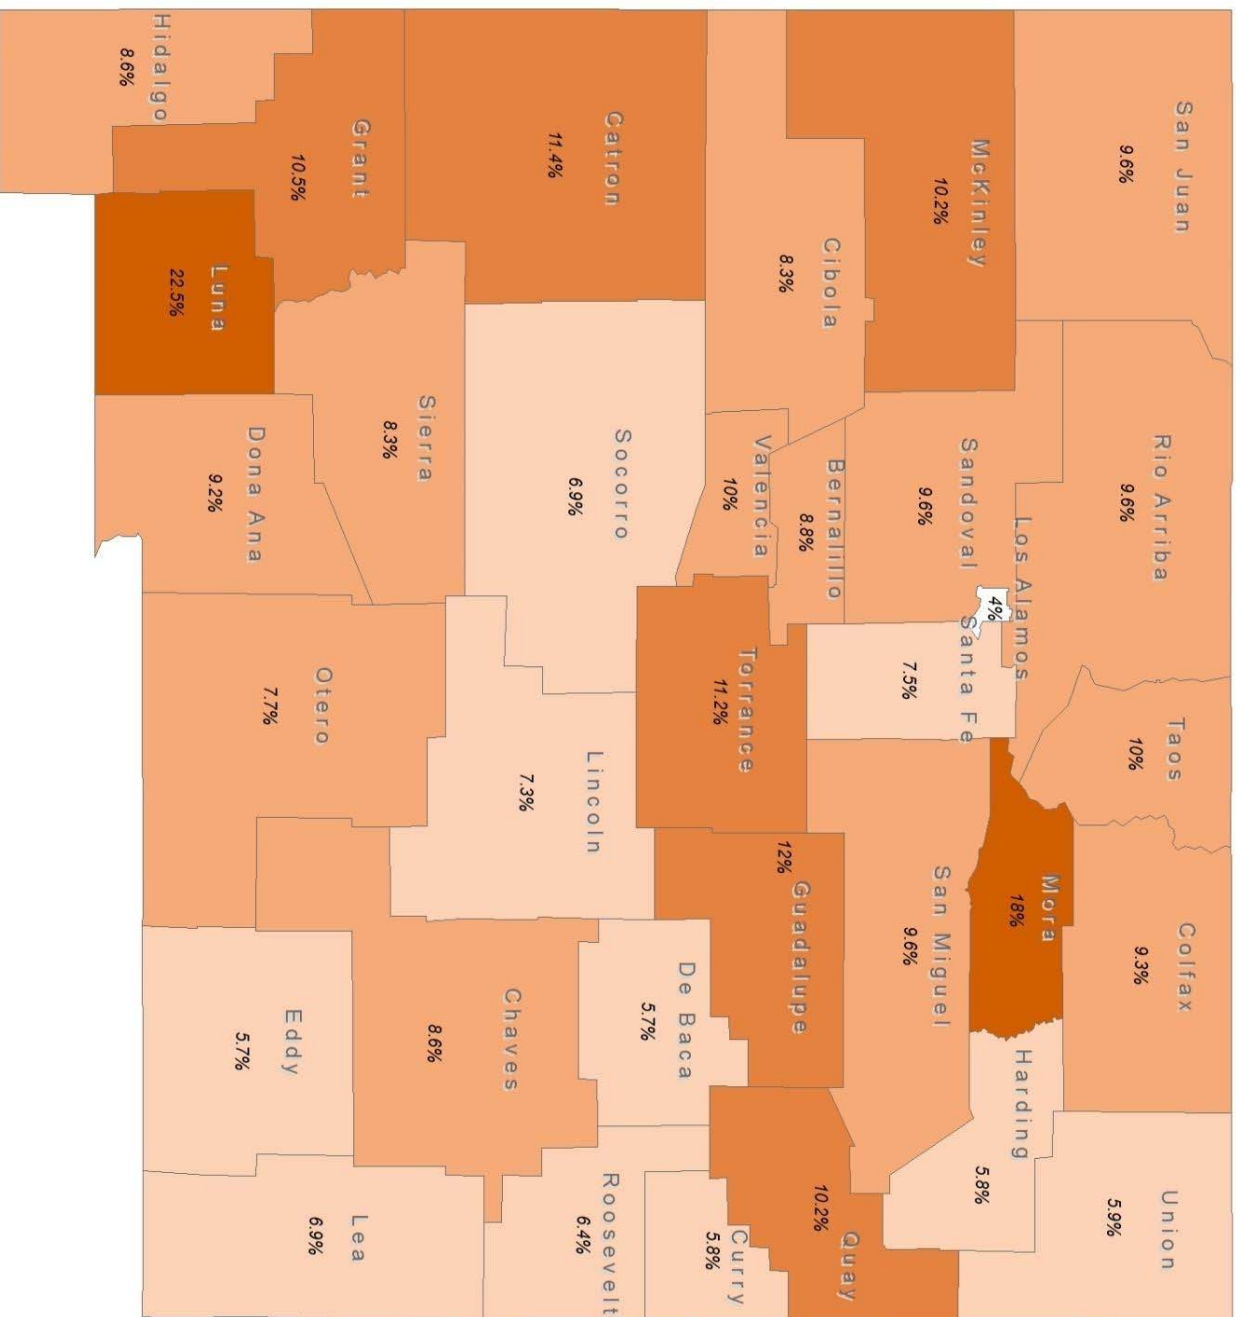 San Juan
9.6%
Rio Arriba
9.6%
Taos
10%
Colfax
9.3%
Union
5.9%
Los Alamos
4%
Mora
18%
Harding
5.8%
McKinley
10.2%
Sandoval
9.6%
Santa Fe
7.5%
San Miguel
9.6%
Cibola
8.3%
Bernalillo
8.8%
Valencia
10%
Torrance
11.2%
Guadalupe
12%
Quay
10.2%
Curry
5.8%
Catron
11.4%
Socorro
6.9%
Lincoln
7.3%
De Baca
5.7%
Roosevelt
6.4%
Grant
10.5%
Sierra
8.3%
Chaves
8.6%
Otero
7.7%
Eddy
5.7%
Lea
6.9%
Luna
22.5%
Dona Ana
9.2%
Hidalgo
8.6%